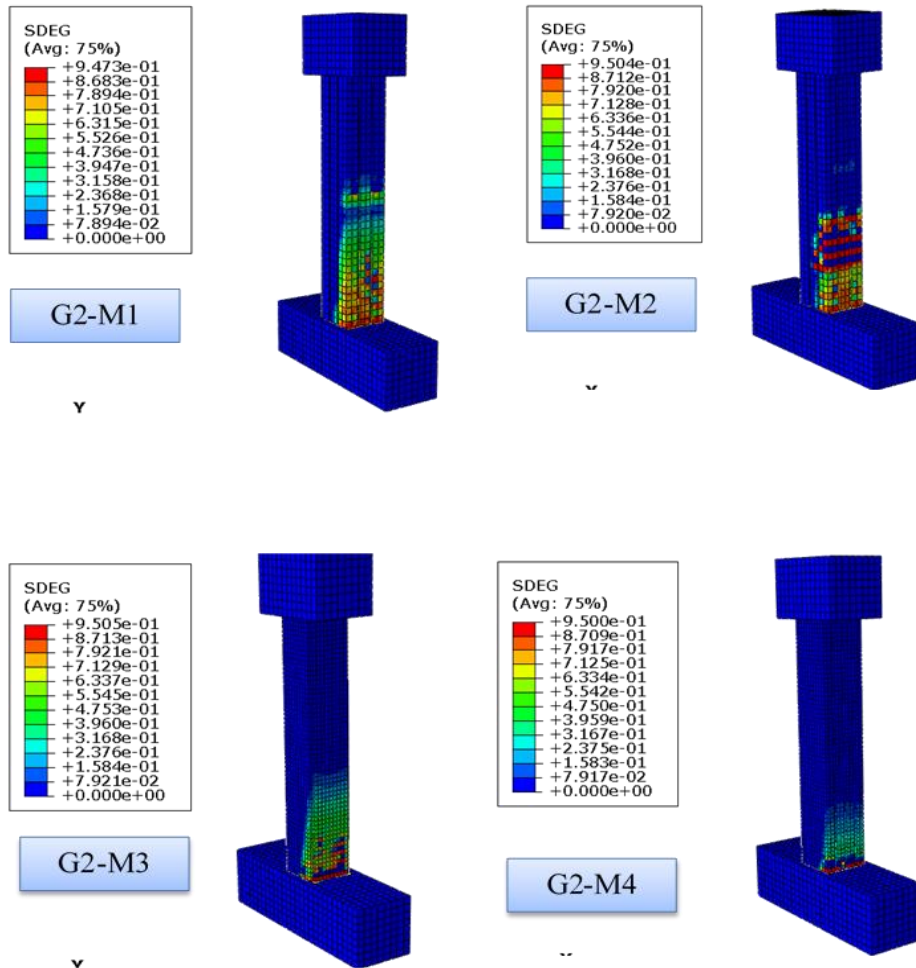 SDEG
(Avg: 75%)
+9.473e-01
+8.683e-01
+7.894e-01
+7.105e-01
+6.315e-01
+5.526e-01
+4.736e-01
+3.947e-01
+3.158e-01
+2.368e-01
+1.579e-01
+7.894e-02
+0.000e+00
G2-M1
Y
SDEG
(Avg: 75%)
+9.504e-01
+8.712e-01
+7.920e-01
+7.128e-01
+6.336e-01
+5.544e-01
+4.752e-01
+3.960e-01
+3.168e-01
+2.376e-01
+1.584e-01
+7.920e-02
+0.000e+00
G2-M2
SDEG
(Avg: 75%)
+9.505e-01
+8.713e-01
+7.921e-01
+7.129e-01
+6.337e-01
+5.545e-01
+4.753e-01
+3.960e-01
+3.168e-01
+2.376e-01
+1.584e-01
+7.921e-02
+0.000e+00
G2-M3
SDEG
(Avg: 75%)
+9.500e-01
+8.709e-01
+7.917e-01
+7.125e-01
+6.334e-01
+5.542e-01
+4.750e-01
+3.959e-01
+3.167e-01
+2.375e-01
+1.583e-01
+7.917e-02
+0.000e+00
G2-M4